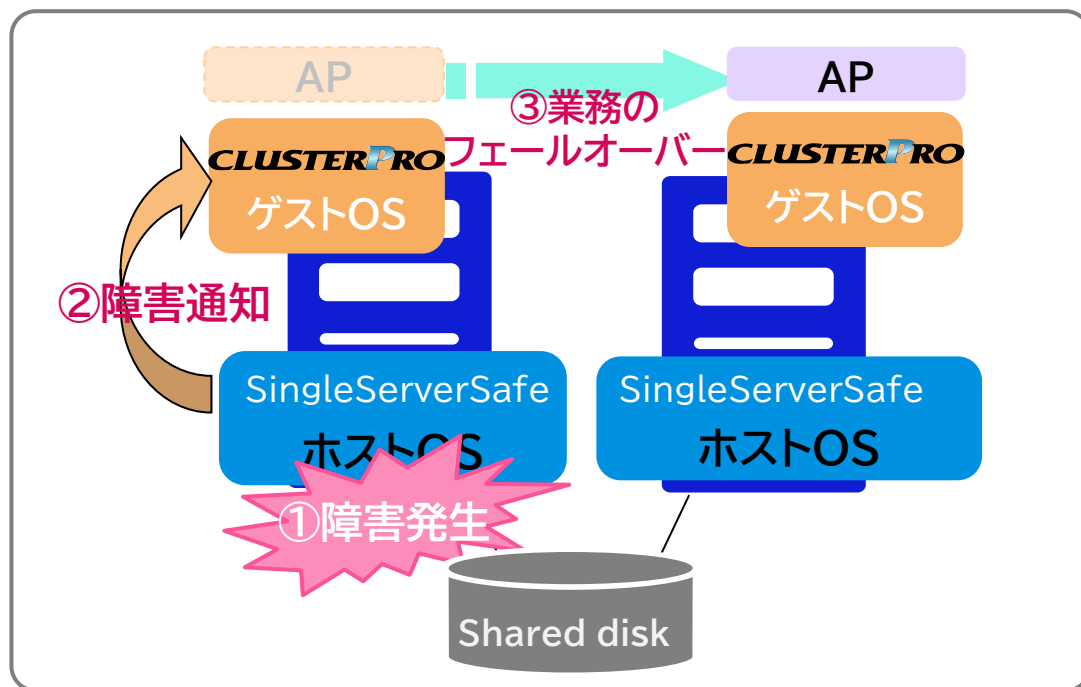 AP
AP
③業務の
フェールオーバー
CLUSTERPRO
ゲストOS
CLUSTERPRO
ゲストOS
②障害通知
SingleServerSafe
ホストOS
SingleServerSafe
ホストOS
①障害発生
Shared disk